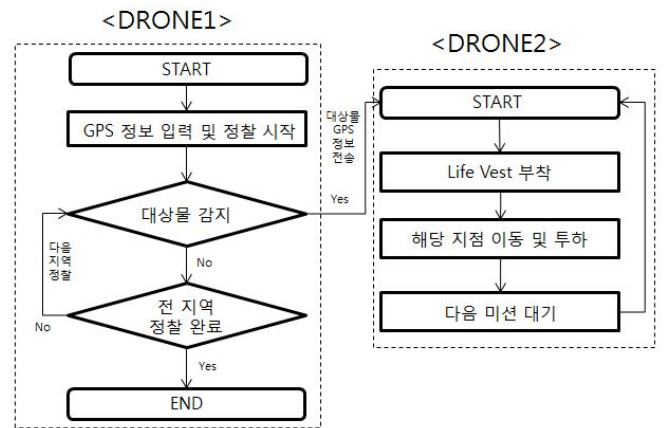 <DRONE1>
START
GPS 정보 입력 및 정찰 시작
대상물 감지
Yes
대상물
GPS
정보
전송
No
다음
지역
정찰
전 지역
정찰 완료
No
Yes
END
<DRONE2>
START
Life Vest 부착
해당 지점 이동 및 투하
다음 미션 대기